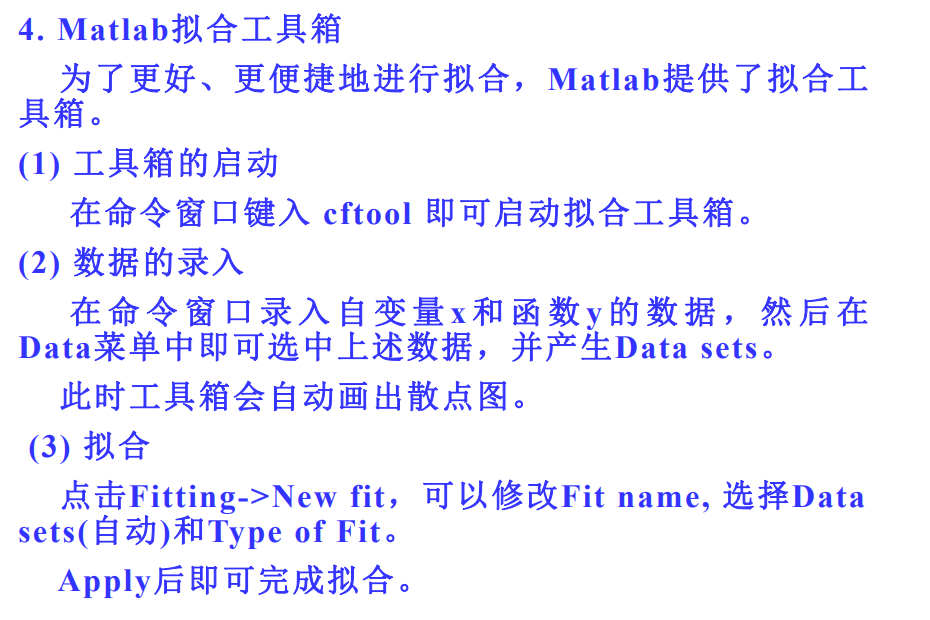 4. Matlab拟合工具箱
为了更好、更便捷地进行拟合，Matlab提供了拟合工
具箱。
(1) 工具箱的启动
在命令窗口键入 cftool 即可启动拟合工具箱。
(2) 数据的录入
在命令窗口录入自变量x和函数y的数据，然后在
Data菜单中即可选中上述数据，并产生Data sets。
此时工具箱会自动画出散点图。
(3) 拟合
点击Fitting->New fit，可以修改Fit name, 选择Data
sets(自动)和Type of Fit。
Apply后即可完成拟合。